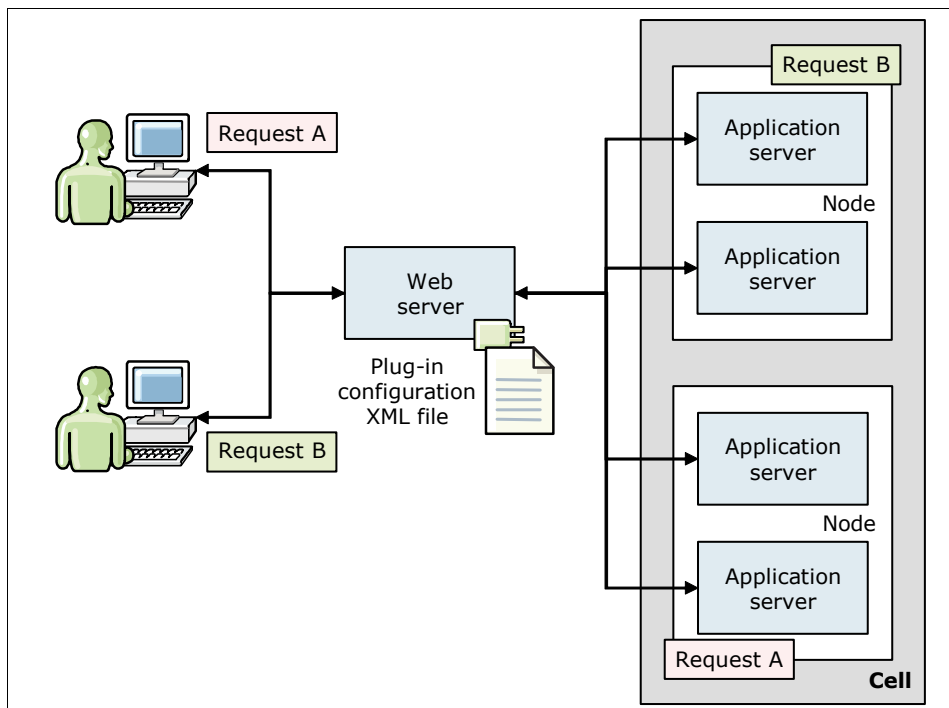 Request B
Application
server
Request A
Node
Application
server
Web
server
Plug-in
configuration
XML file
Request B
Application
server
Node
Application
server
Request A
Cell